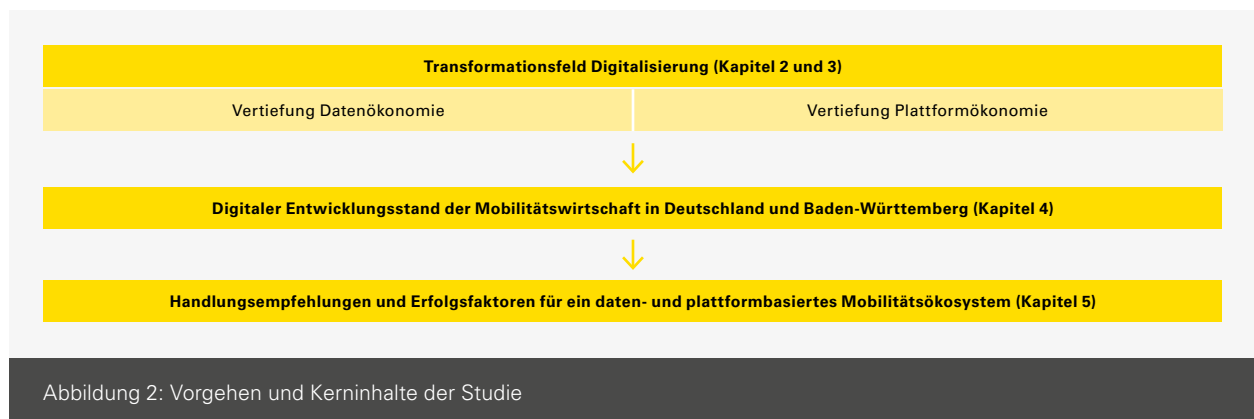 Transformationsfeld Digitalisierung (Kapitel 2 und 3)
Vertiefung Datenökonomie
Vertiefung Plattformökonomie
Digitaler Entwicklungsstand der Mobilitätswirtschaft in Deutschland und Baden-Württemberg (Kapitel 4)
Handlungsempfehlungen und Erfolgsfaktoren für ein daten- und plattformbasiertes Mobilitätsökosystem (Kapitel 5)
Abbildung 2: Vorgehen und Kerninhalte der Studie